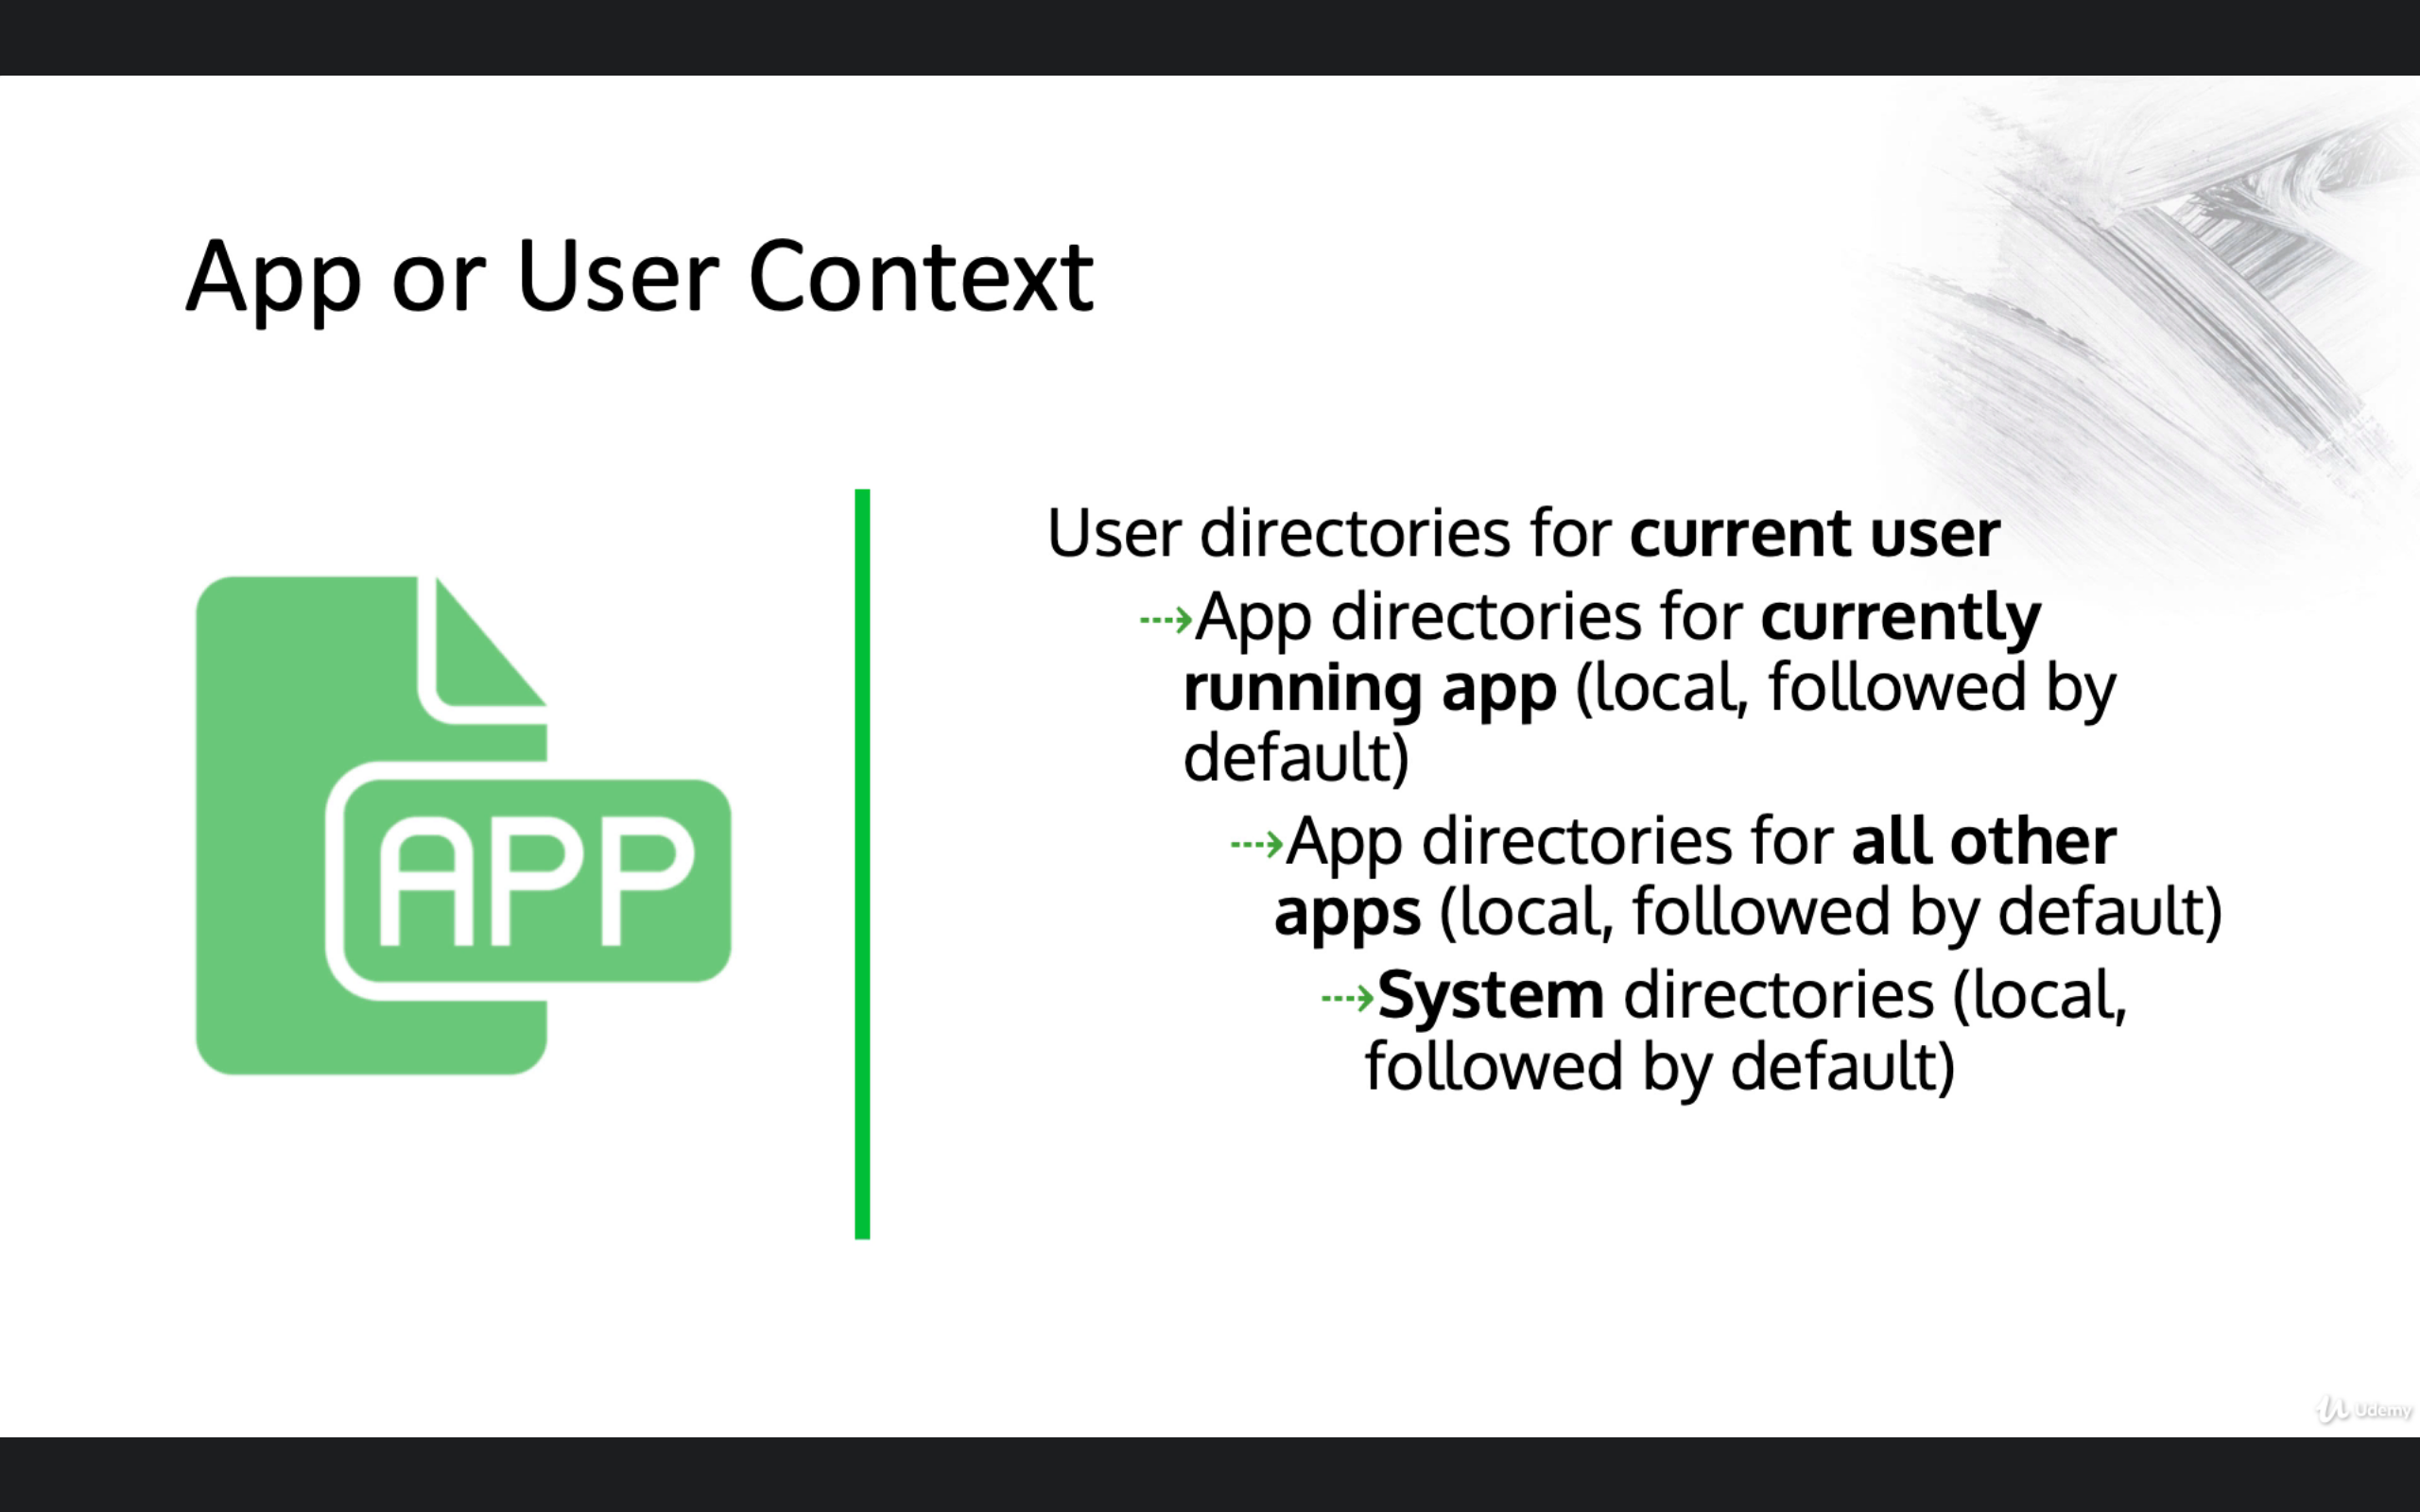 App or User Context
User directories for current user
⤏App directories for currently
running app (local, followed by
default)
⤏App directories for all other
apps (local, followed by default)
⤏System directories (local,
followed by default)
APP
Udemy